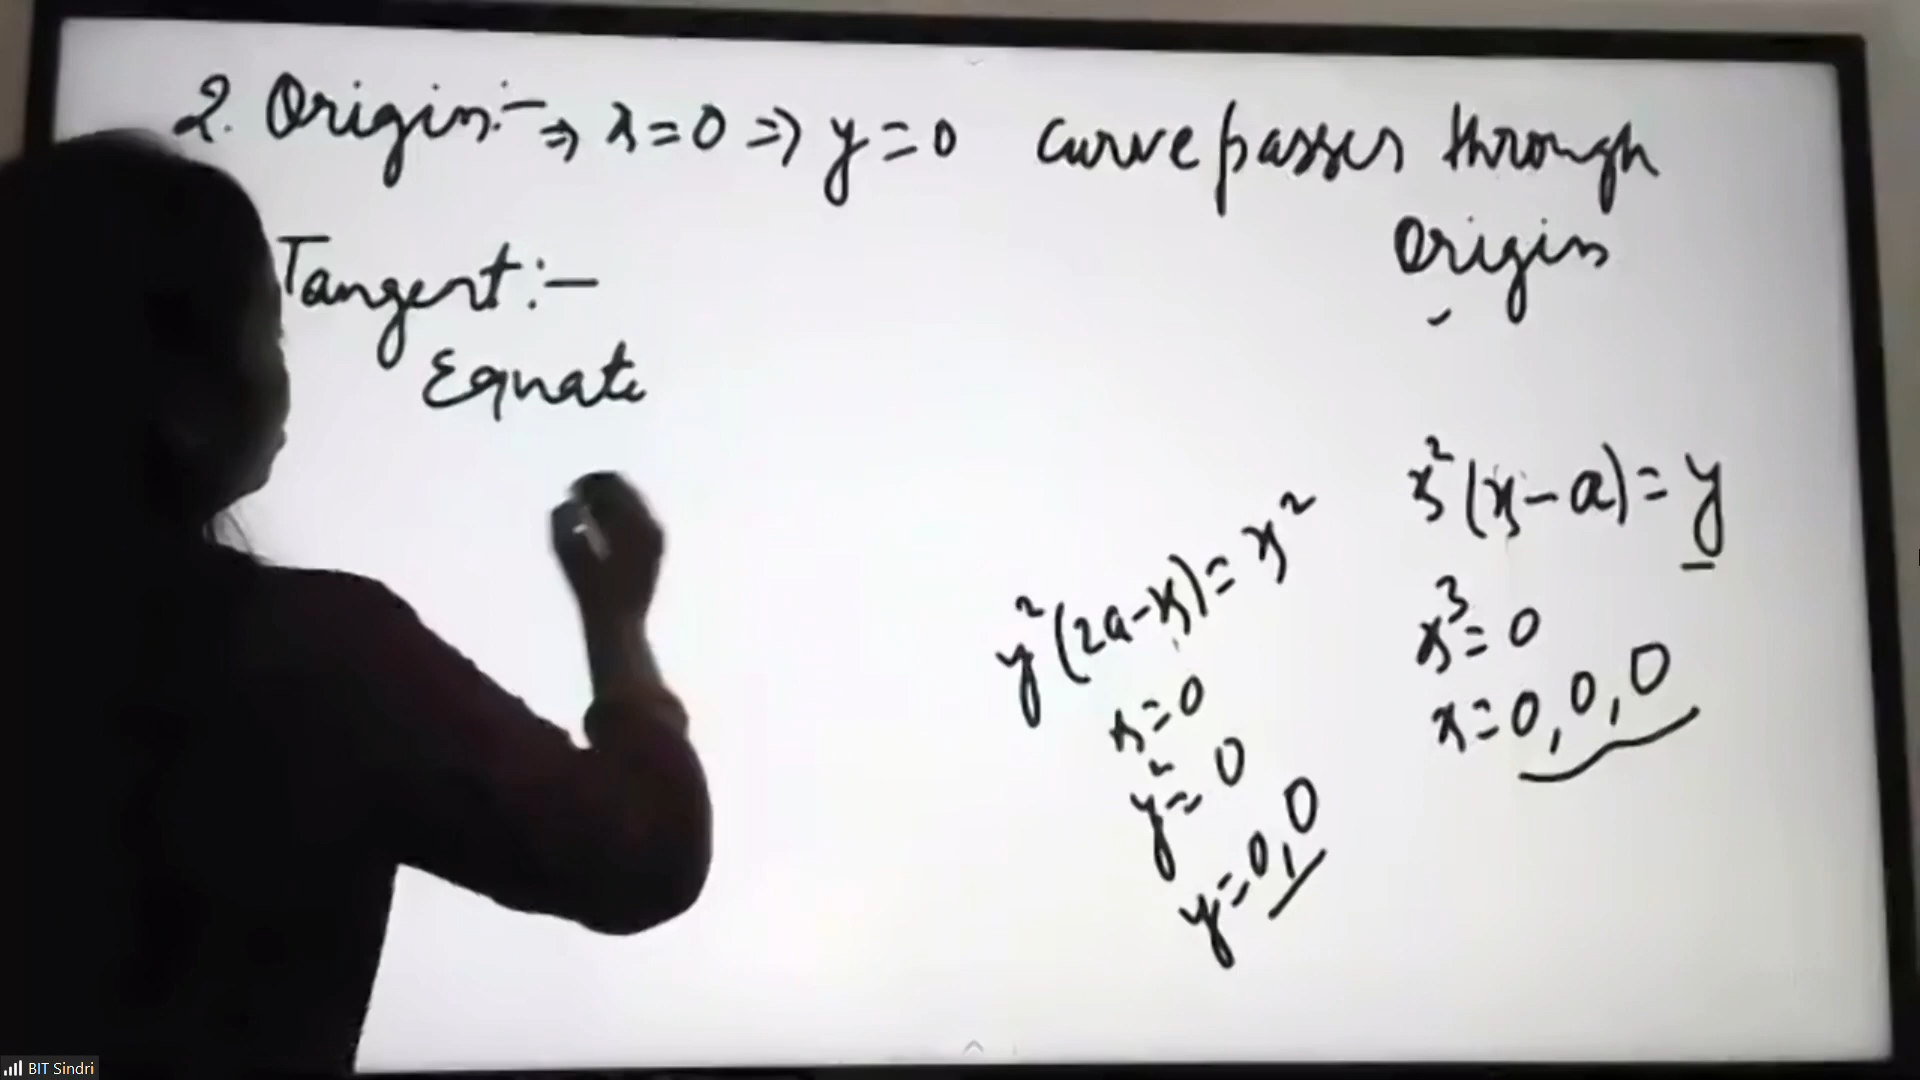 2. Origin:- ⇒ x=0 ⇒ y=0 curve passes through
Origin
Tangent:-
Equate
y²(2a-x)=x²
x=0
y²=0
y=0,0
x²(x-a)=y
x³=0
x=0,0,0
BIT Sindri